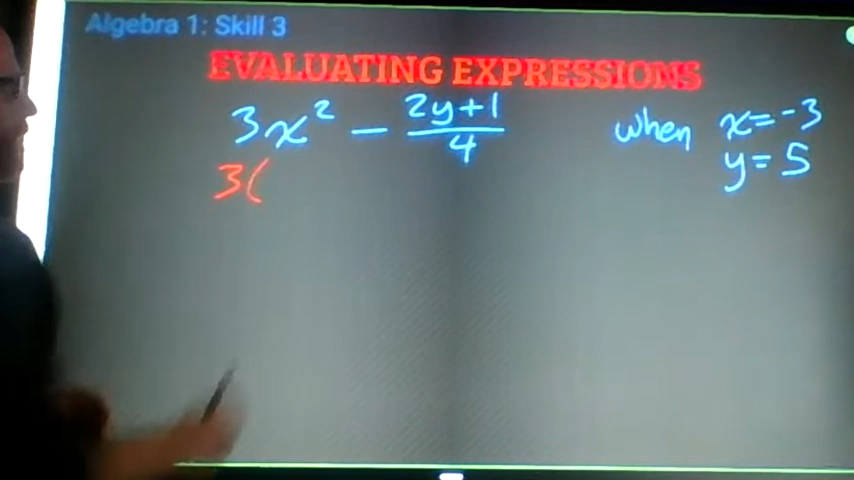 Algebra 1: Skill 3
EVALUATING EXPRESSIONS
3x² - (2y+1)/4 when x=-3
y=5
3(